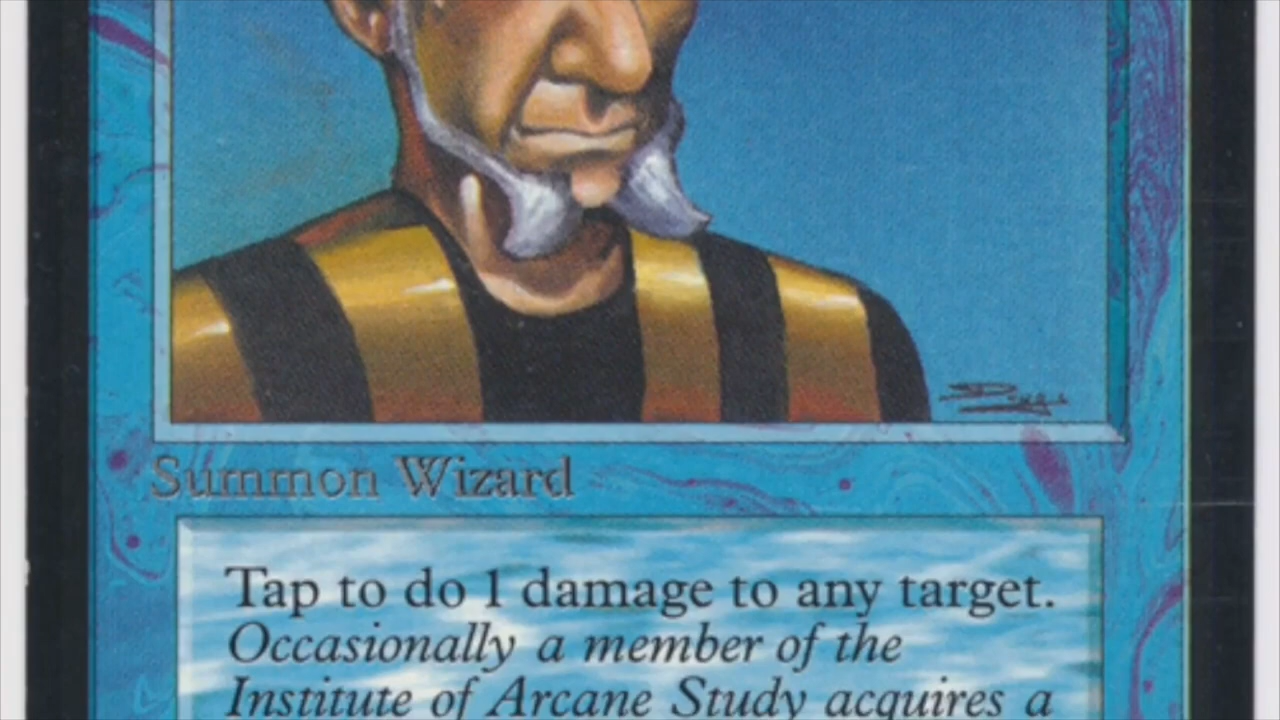 Summon Wizard
Tap to do 1 damage to any target.
Occasionally a member of the
Institute of Arcane Study acquires a